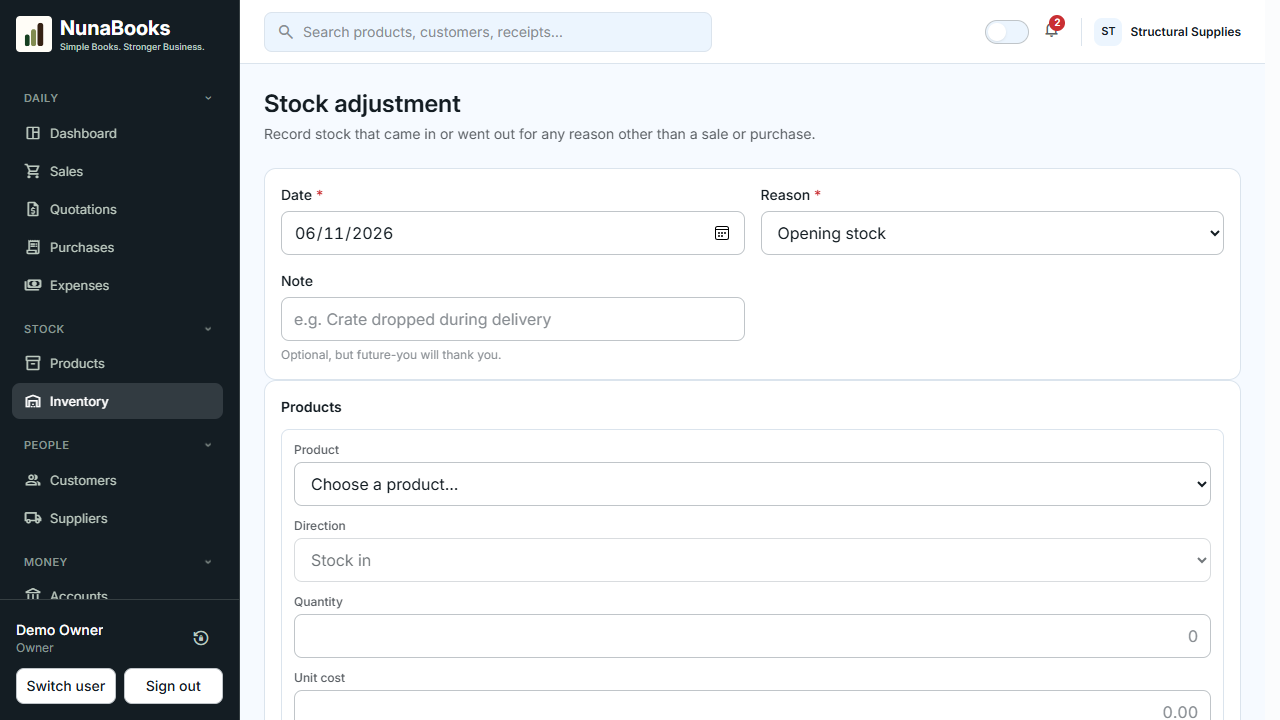 NunaBooks
Simple Books. Stronger Business.
DAILY
Dashboard
Sales
Quotations
Purchases
Expenses
STOCK
Products
Inventory
PEOPLE
Customers
Suppliers
MONEY
Accounts
Demo Owner
Owner
Switch user
Sign out
Search products, customers, receipts...
2
ST
Structural Supplies
Stock adjustment
Record stock that came in or went out for any reason other than a sale or purchase.
Date *
06/11/2026
Reason *
Opening stock
Note
e.g. Crate dropped during delivery
Optional, but future-you will thank you.
Products
Product
Choose a product...
Direction
Stock in
Quantity
0
Unit cost
0.00